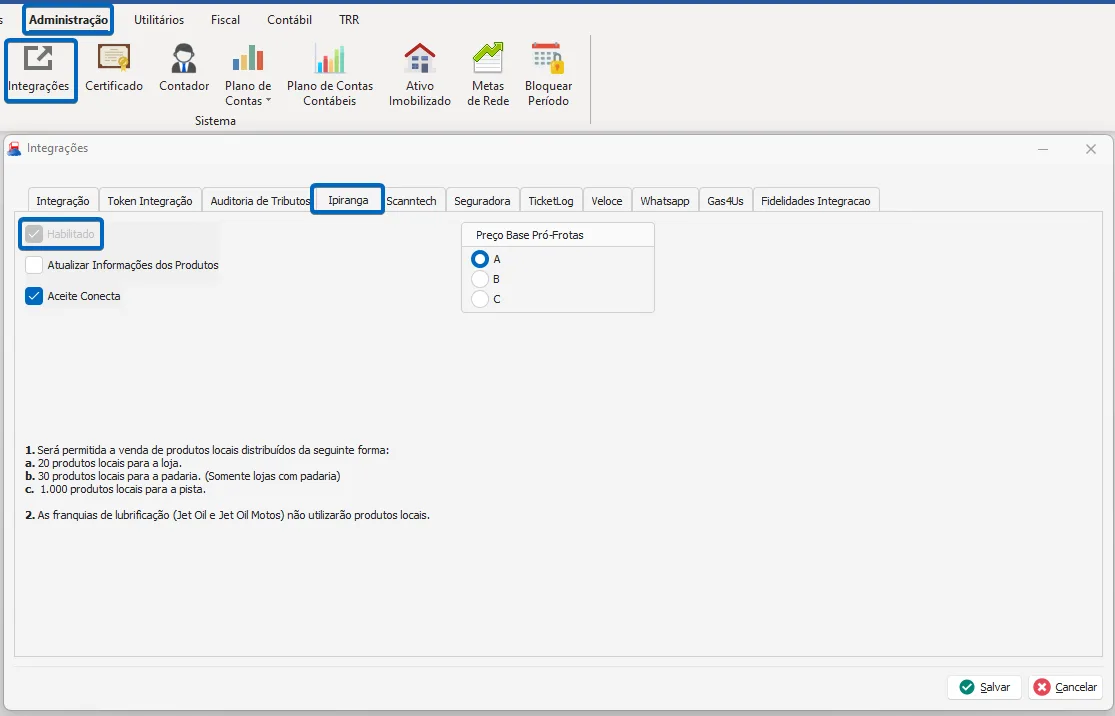 s Administração Utilitários Fiscal Contábil TRR
Integrações Certificado Contador Plano de Contas Plano de Contas Contábeis Ativo Imobilizado Metas de Rede Bloquear Período
Sistema
Integrações
Integração Token Integração Auditoria de Tributos Ipiranga Scanntech Seguradora TicketLog Veloce Whatsapp Gas4Us Fidelidades Integracao
Habilitado
Atualizar Informações dos Produtos
Aceite Conecta
Preço Base Pró-Frotas
A
B
C
1. Será permitida a venda de produtos locais distribuídos da seguinte forma:
a. 20 produtos locais para a loja.
b. 30 produtos locais para a padaria. (Somente lojas com padaria)
c. 1.000 produtos locais para a pista.
2. As franquias de lubrificação (Jet Oil e Jet Oil Motos) não utilizarão produtos locais.
Salvar Cancelar